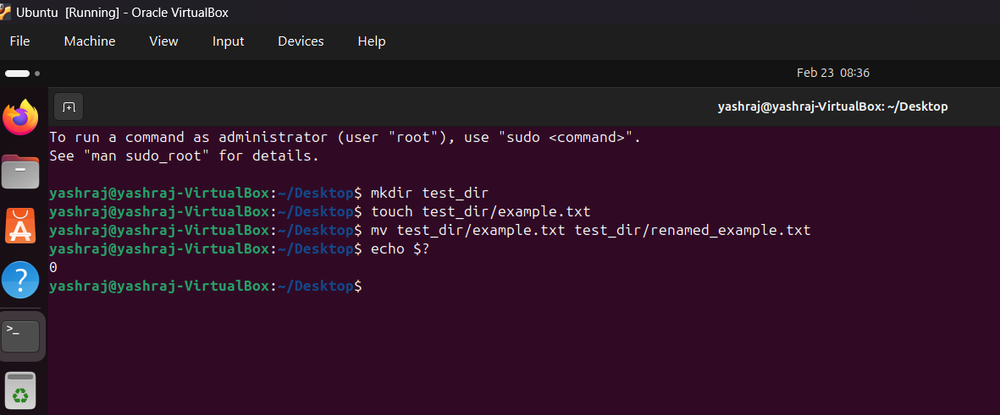 Ubuntu [Running] - Oracle VirtualBox
File Machine View Input Devices Help
Feb 23 08:36
yashraj@yashraj-VirtualBox: ~/Desktop
To run a command as administrator (user "root"), use "sudo <command>".
See "man sudo_root" for details.
yashraj@yashraj-VirtualBox:~/Desktop$ mkdir test_dir
yashraj@yashraj-VirtualBox:~/Desktop$ touch test_dir/example.txt
yashraj@yashraj-VirtualBox:~/Desktop$ mv test_dir/example.txt test_dir/renamed_example.txt
yashraj@yashraj-VirtualBox:~/Desktop$ echo $?
0
yashraj@yashraj-VirtualBox:~/Desktop$